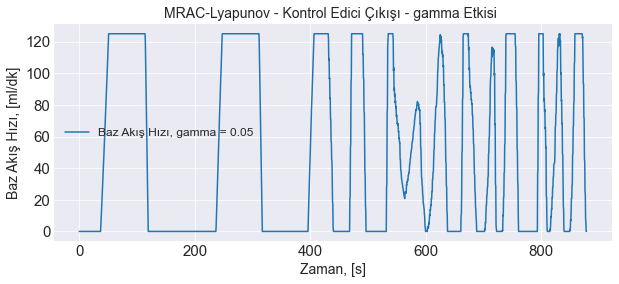 MRAC-Lyapunov - Kontrol Edici Çıkışı - gamma Etkisi
Baz Akış Hızı, [ml/dk]
120
100
80
60
40
20
0
Baz Akış Hızı, gamma = 0.05
0 200 400 600 800
Zaman, [s]